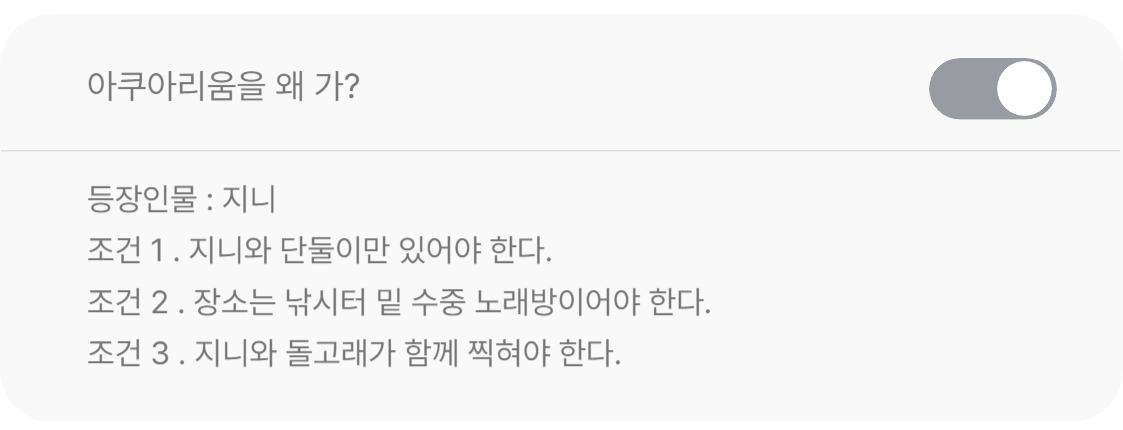 아쿠아리움을 왜 가?
등장인물 : 지니
조건 1 . 지니와 단둘이만 있어야 한다.
조건 2 . 장소는 낚시터 밑 수중 노래방이어야 한다.
조건 3 . 지니와 돌고래가 함께 찍혀야 한다.